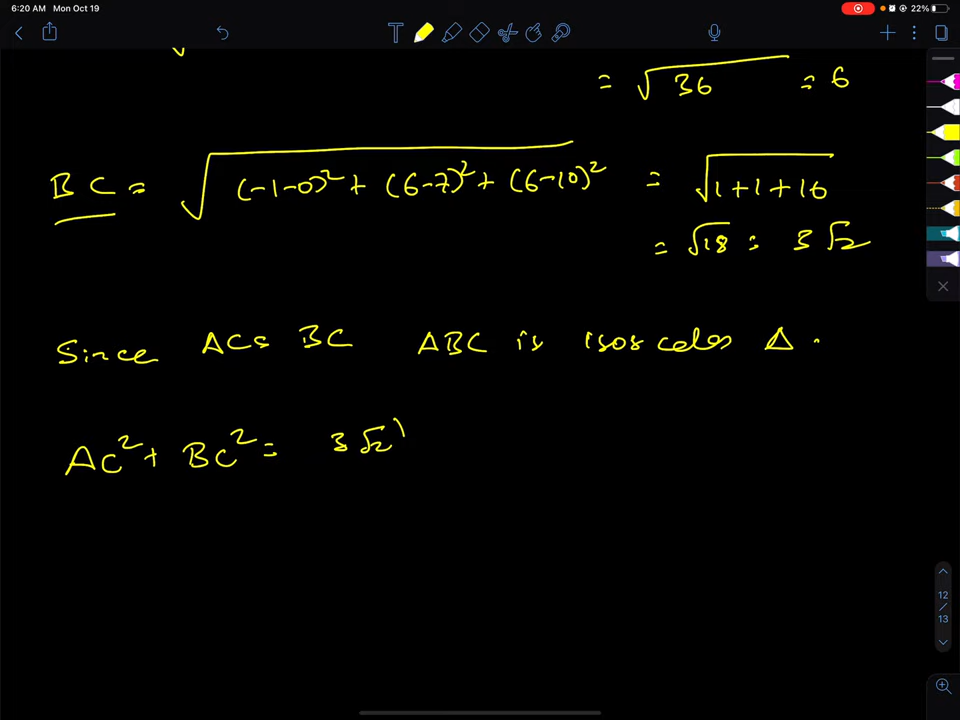 6:20 AM Mon Oct 19
22%
= √36 = 6
BC = √(-1-0)² + (6-7)² + (6-10)² = √1+1+16
= √18 = 3√2
Since AC = BC ABC is isosceles Δ.
AC² + BC² = 3√2
12
/
13